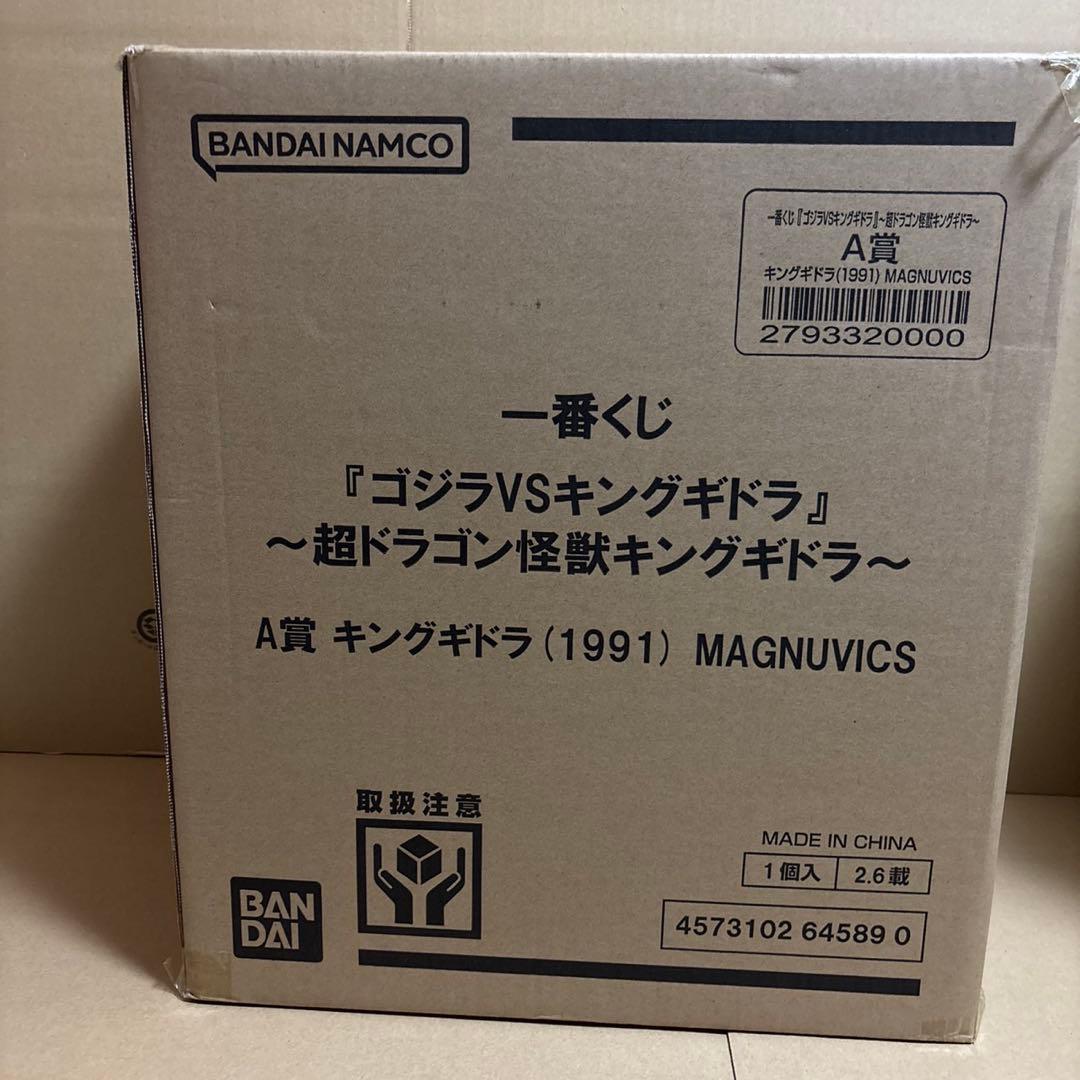 BANDAI NAMCO
一番くじ『ゴジラVSキングギドラ』~超ドラゴン怪獣キングギドラ~
A賞
キングギドラ(1991) MAGNUVICS
2793320000
一番くじ
『ゴジラVSキングギドラ』
～超ドラゴン怪獣キングギドラ～
A賞 キングギドラ(1991) MAGNUVICS
取扱注意
MADE IN CHINA
1個入 2.6載
BAN
DAI
4573102 64589 0